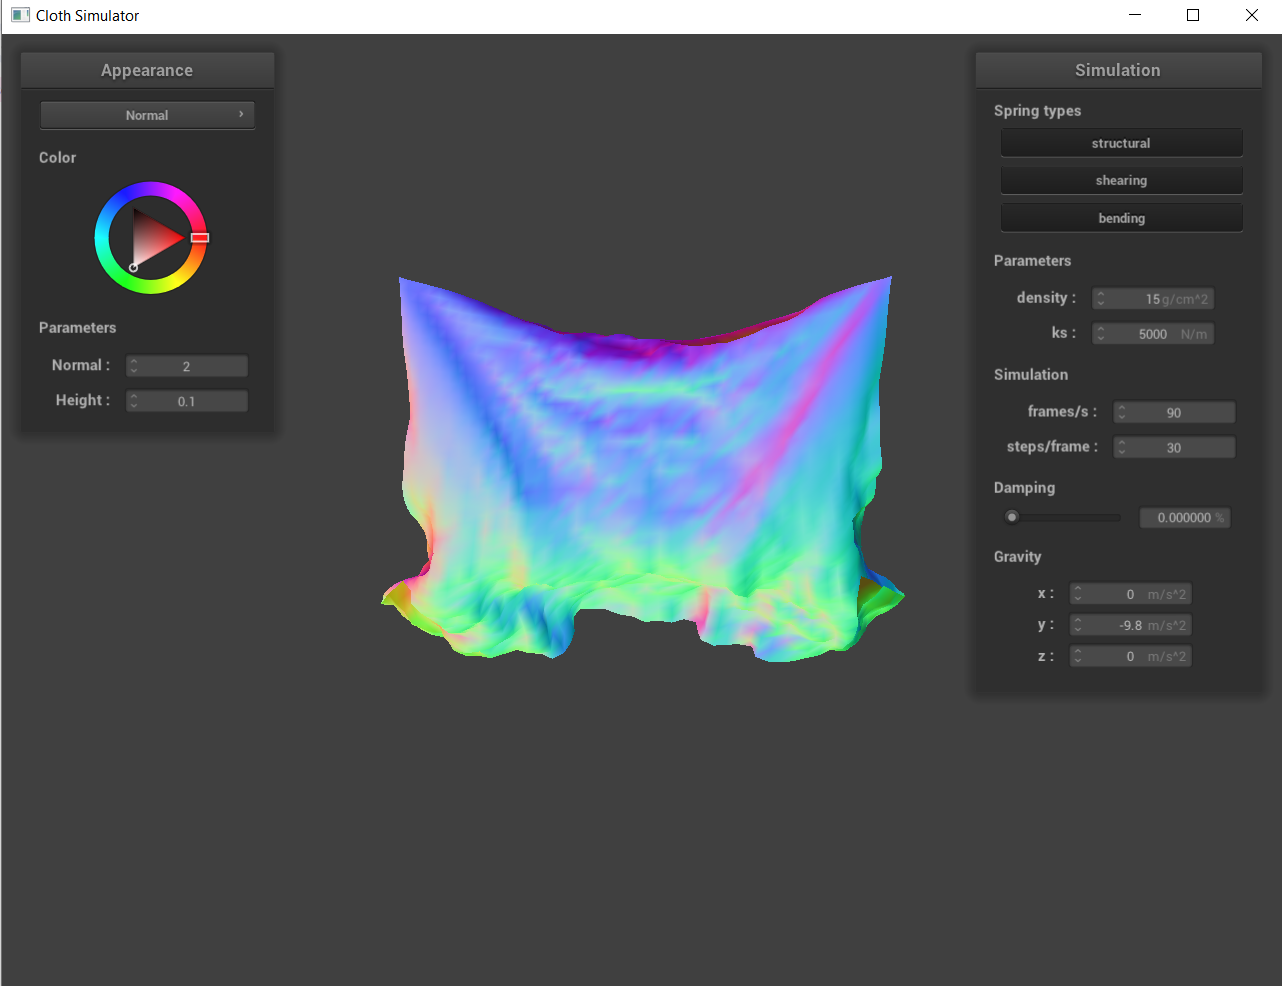 Cloth Simulator
Appearance
Normal
Color
Parameters
Normal : 2
Height : 0.1
Simulation
Spring types
structural
shearing
bending
Parameters
density : 15 g/cm^2
ks : 5000 N/m
Simulation
frames/s : 90
steps/frame : 30
Damping
0.000000 %
Gravity
x : 0 m/s^2
y : -9.8 m/s^2
z : 0 m/s^2